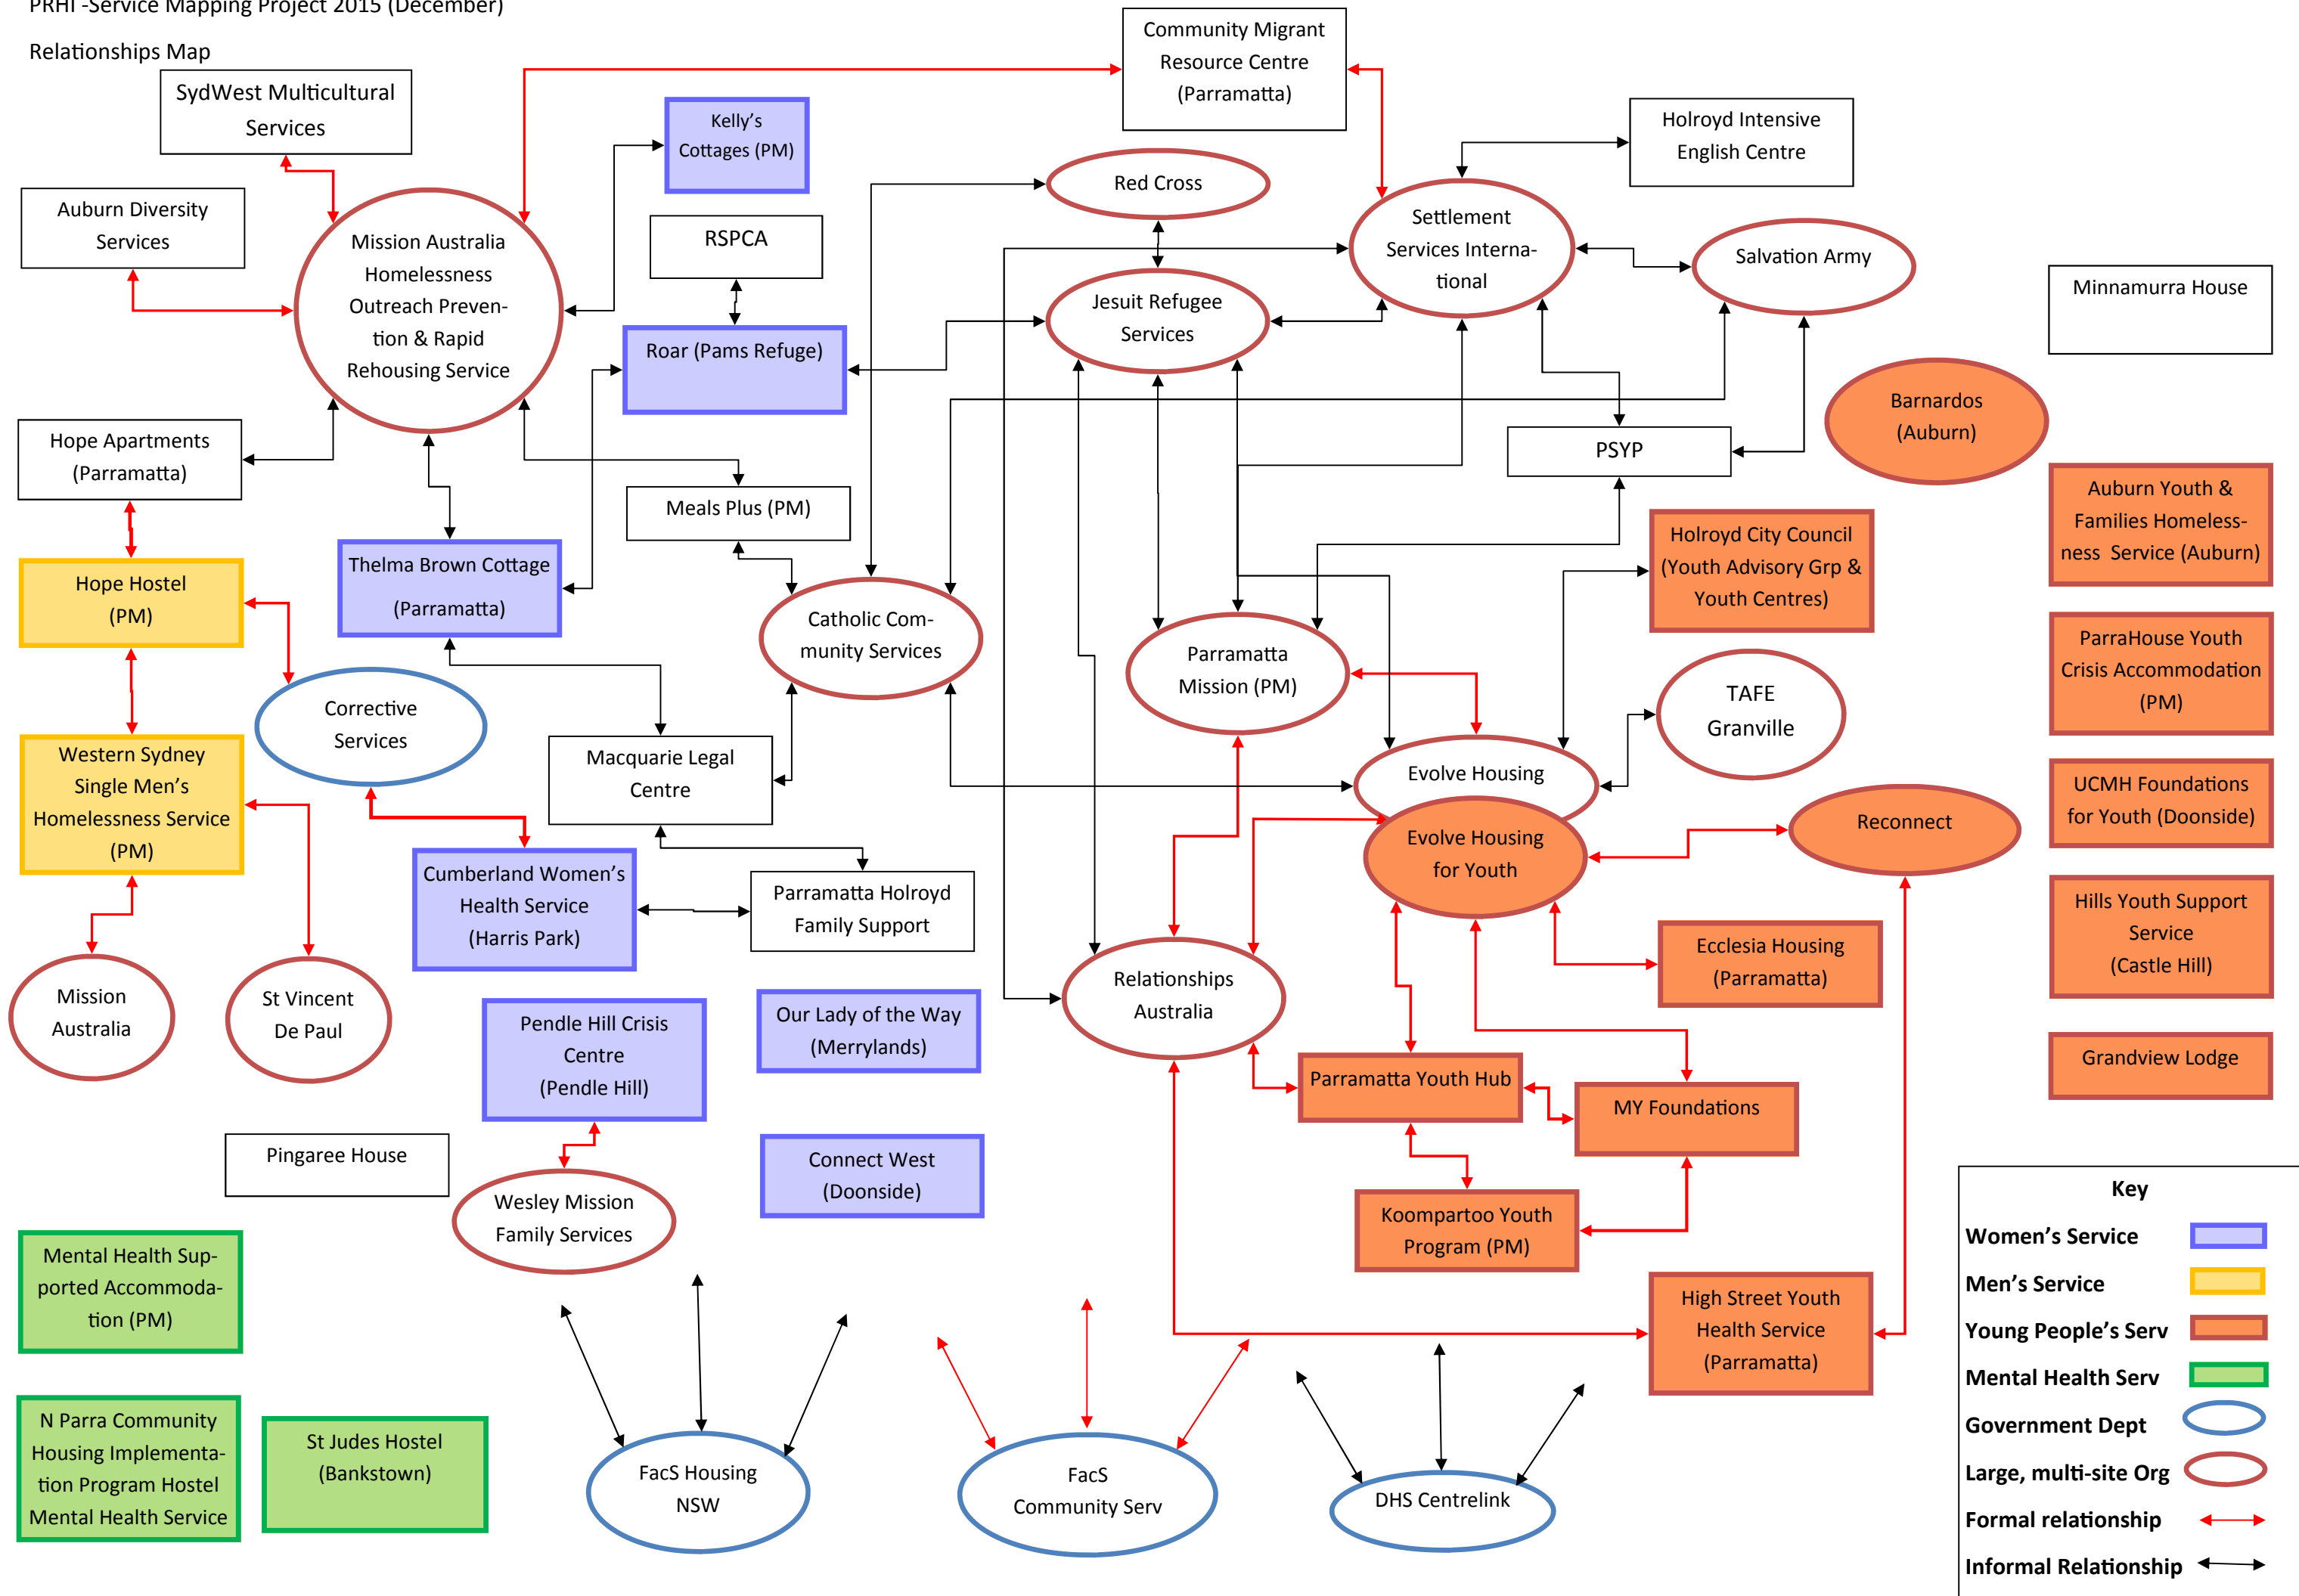 PRHI -Service Mapping Project 2015 (December)
Relationships Map
SydWest Multicultural
Services
Auburn Diversity
Services
Mission Australia
Homelessness
Outreach Preven-
tion & Rapid
Rehousing Service
Kelly's
Cottages (PM)
RSPCA
Roar (Pams Refuge)
Community Migrant
Resource Centre
(Parramatta)
Red Cross
Jesuit Refugee
Services
Settlement
Services Interna-
tional
Holroyd Intensive
English Centre
Salvation Army
Minnamurra House
Barnardos
(Auburn)
Hope Apartments
(Parramatta)
Meals Plus (PM)
PSYP
Hope Hostel
(PM)
Thelma Brown Cottage
(Parramatta)
Catholic Com-
munity Services
Parramatta
Mission (PM)
Holroyd City Council
(Youth Advisory Grp &
Youth Centres)
Auburn Youth &
Families Homeless-
ness Service (Auburn)
ParraHouse Youth
Crisis Accommodation
(PM)
Corrective
Services
Western Sydney
Single Men's
Homelessness Service
(PM)
Macquarie Legal
Centre
Evolve Housing
TAFE
Granville
UCMH Foundations
for Youth (Doonside)
Evolve Housing
for Youth
Reconnect
Cumberland Women's
Health Service
(Harris Park)
Parramatta Holroyd
Family Support
Ecclesia Housing
(Parramatta)
Hills Youth Support
Service
(Castle Hill)
Mission
Australia
St Vincent
De Paul
Relationships
Australia
Pendle Hill Crisis
Centre
(Pendle Hill)
Our Lady of the Way
(Merrylands)
Parramatta Youth Hub
MY Foundations
Grandview Lodge
Pingaree House
Connect West
(Doonside)
Wesley Mission
Family Services
Koompartoo Youth
Program (PM)
Mental Health Sup-
ported Accommoda-
tion (PM)
High Street Youth
Health Service
(Parramatta)
N Parra Community
Housing Implementa-
tion Program Hostel
Mental Health Service
St Judes Hostel
(Bankstown)
FacS Housing
NSW
FacS
Community Serv
DHS Centrelink
Key
Women's Service
Men's Service
Young People's Serv
Mental Health Serv
Government Dept
Large, multi-site Org
Formal relationship
Informal Relationship